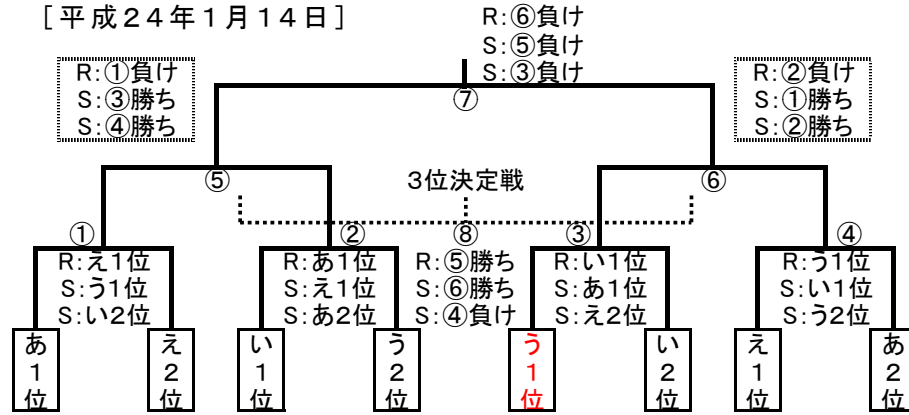 [平成24年1月14日]
R:⑥負け
S:⑤負け
S:③負け
R:①負け
S:③勝ち
S:④勝ち
⑦
R:②負け
S:①勝ち
S:②勝ち
⑤
3位決定戦
⑥
①
②
⑧
③
④
R:え1位
S:う1位
S:い2位
R:あ1位
S:え1位
S:あ2位
R:⑤勝ち
S:⑥勝ち
S:④負け
R:い1位
S:あ1位
S:え2位
R:う1位
S:い1位
S:う2位
あ1位
え2位
い1位
う2位
う1位
い2位
え1位
あ2位